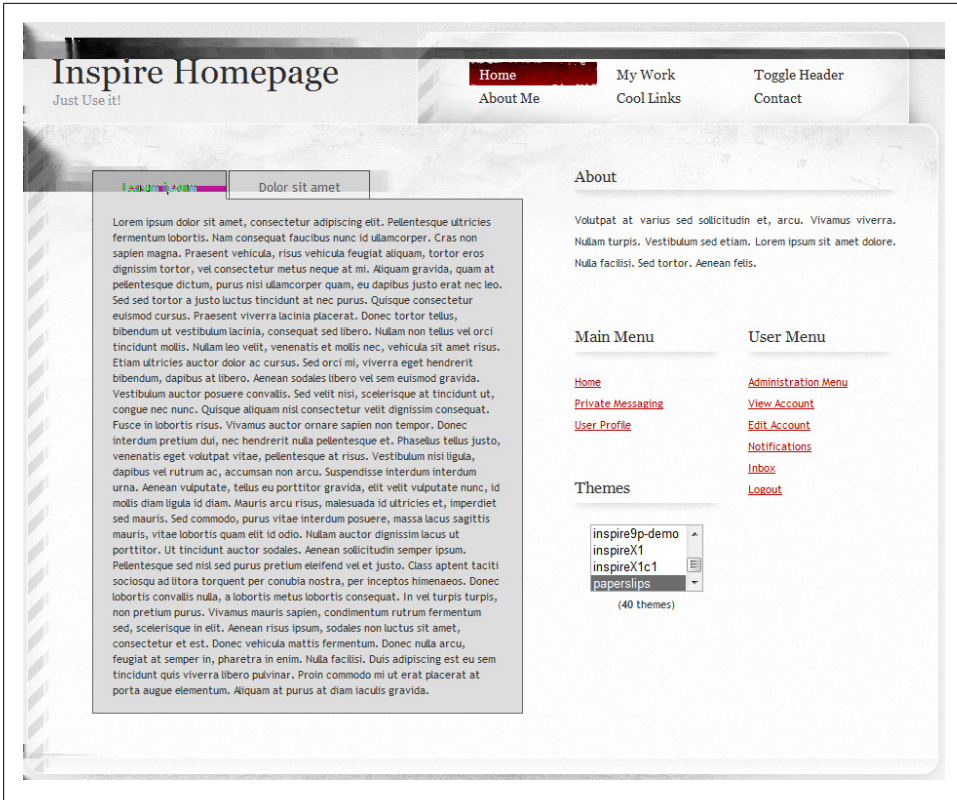 Inspire Homepage
Just Use it!
Home
My Work
Toggle Header
About Me
Cool Links
Contact
Dolor sit amet
Lorem ipsum dolor sit amet, consectetur adipiscing elit. Pellentesque ultricies
fermentum lobortis. Nam consequat faucibus nunc id ullamcorper. Cras non
sapien magna. Praesent vehicula, risus vehicula feugiat aliquam, tortor eros
dignissim tortor, vel consectetur metus neque at mi. Aliquam gravida, quam at
pellentesque dictum, purus nisi ullamcorper quam, eu dapibus justo erat nec leo.
Sed sed tortor a justo luctus tincidunt at nec purus. Quisque consectetur
euismod cursus. Praesent viverra lacinia placerat. Donec tortor tellus,
bibendum ut vestibulum lacinia, consequat sed libero. Nullam non tellus vel orci
tincidunt mollis. Nullam leo velit, venenatis et mollis nec, vehicula sit amet risus.
Etiam ultricies auctor dolor ac cursus. Sed orci mi, viverra eget hendrerit
bibendum, dapibus at libero. Aenean sodales libero vel sem euismod gravida.
Vestibulum auctor posuere convallis. Sed velit nisi, scelerisque at tincidunt ut,
congue nec nunc. Quisque aliquam nisl consectetur velit dignissim consequat.
Fusce in lobortis risus. Vivamus auctor ornare sapien non tempor. Donec
interdum pretium dui, nec hendrerit nulla pellentesque et. Phasellus tellus justo,
venenatis eget volutpat vitae, pellentesque at risus. Vestibulum nisi ligula,
dapibus vel rutrum ac, accumsan non arcu. Suspendisse interdum interdum
urna. Aenean vulputate, tellus eu porttitor gravida, elit velit vulputate nunc, id
mollis diam ligula id diam. Mauris arcu risus, malesuada id ultricies et, imperdiet
sed mauris. Sed commodo, purus vitae interdum posuere, massa lacus sagittis
mauris, vitae lobortis quam elit id odio. Nullam auctor dignissim lacus ut
porttitor. Ut tincidunt auctor sodales. Aenean sollicitudin semper ipsum.
Pellentesque sed nisl sed purus pretium eleifend vel et justo. Class aptent taciti
sociosqu ad litora torquent per conubia nostra, per inceptos himenaeos. Donec
lobortis convallis nulla, a lobortis metus lobortis consequat. In vel turpis turpis,
non pretium purus. Vivamus mauris sapien, condimentum rutrum fermentum
sed, scelerisque in elit. Aenean risus ipsum, sodales non luctus sit amet,
consectetur et est. Donec vehicula mattis fermentum. Donec nulla arcu,
feugiat at semper in, pharetra in enim. Nulla facilisi. Duis adipiscing est eu sem
tincidunt quis viverra libero pulvinar. Proin commodo mi ut erat placerat at
porta augue elementum. Aliquam at purus at diam iaculis gravida.
About
Volutpat at varius sed sollicitudin et, arcu. Vivamus viverra.
Nullam turpis. Vestibulum sed etiam. Lorem ipsum sit amet dolore.
Nulla facilisi. Sed tortor. Aenean felis.
Main Menu
Home
Private Messaging
User Profile
User Menu
Administration Menu
View Account
Edit Account
Notifications
Inbox
Logout
Themes
inspire9p-demo
inspireX1
inspireX1c1
paperslips
(40 themes)